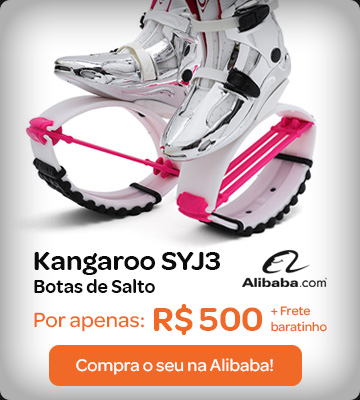 Kangaroo SYJ3
Botas de Salto
Alibaba.com
Por apenas: R$ 500 + Frete
baratinho
Compra o seu na Alibaba!